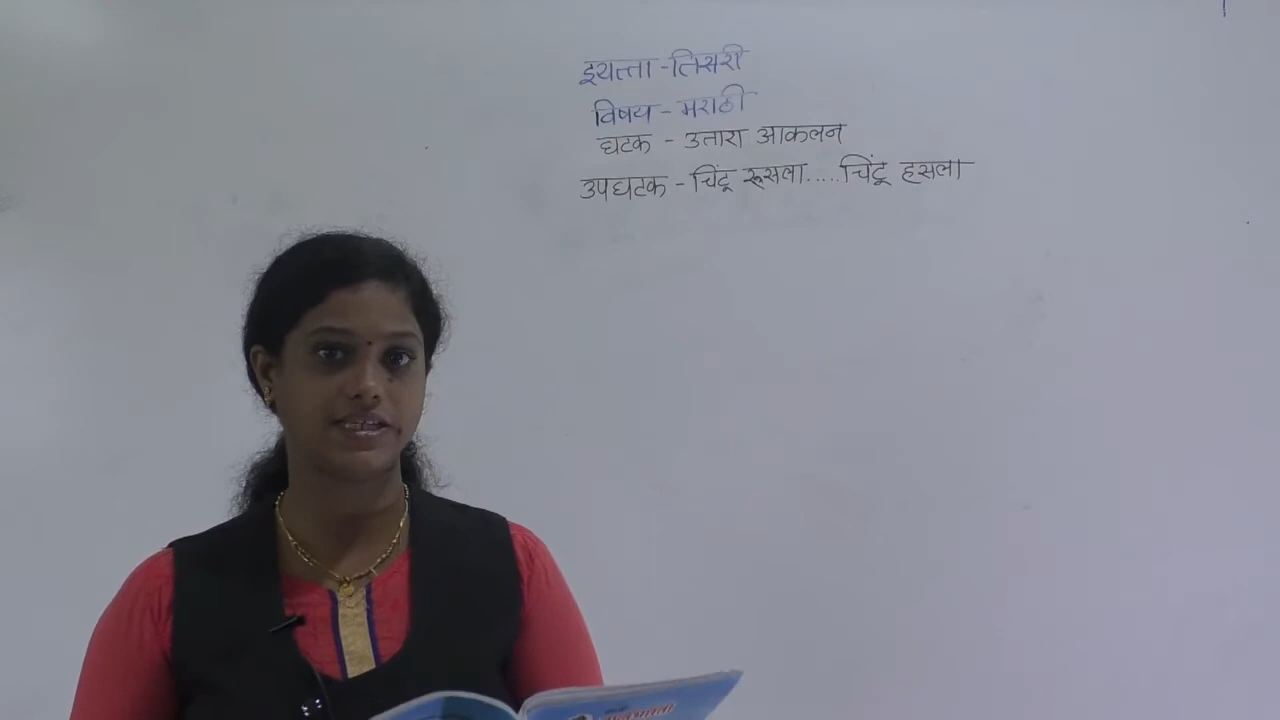 इयत्ता - तिसरी
विषय - मराठी
घटक - उतारा आकलन
उपघटक - चिंटू रूसला.....चिंटू हसला